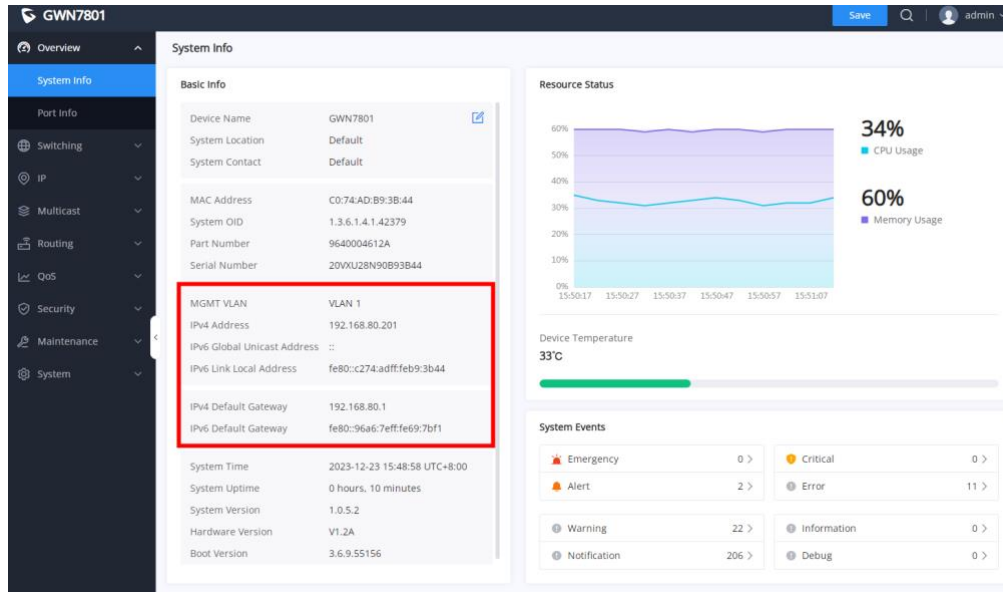 GWN7801
Save
admin
Overview
System Info
Port Info
Switching
IP
Multicast
Routing
QoS
Security
Maintenance
System
System Info
Basic Info
Device Name GWN7801
System Location Default
System Contact Default
MAC Address C0:74:AD:B9:3B:44
System OID 1.3.6.1.4.1.42379
Part Number 9640004612A
Serial Number 20VXU28N90B93B44
MGMT VLAN VLAN 1
IPv4 Address 192.168.80.201
IPv6 Global Unicast Address ::
IPv6 Link Local Address fe80::c274:adff:feb9:3b44
IPv4 Default Gateway 192.168.80.1
IPv6 Default Gateway fe80::96a6:7eff:fe69:7bf1
System Time 2023-12-23 15:48:58 UTC+8:00
System Uptime 0 hours, 10 minutes
System Version 1.0.5.2
Hardware Version V1.2A
Boot Version 3.6.9.55156
Resource Status
60%
50%
40%
30%
20%
10%
0%
15:50:17 15:50:27 15:50:37 15:50:47 15:50:57 15:51:07
34%
CPU Usage
60%
Memory Usage
Device Temperature
33℃
System Events
Emergency 0 > Critical 0 >
Alert 2 > Error 11 >
Warning 22 > Information 0 >
Notification 206 > Debug 0 >